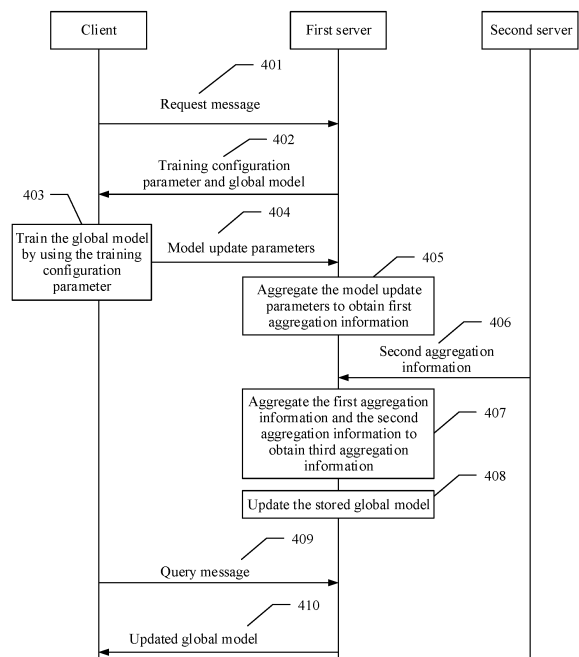 Client
First server
Second server
401
Request message
402
Training configuration
parameter and global model
403
404
Train the global model
by using the training
configuration
parameter
Model update parameters
405
Aggregate the model update
parameters to obtain first
aggregation information
406
Second aggregation
information
Aggregate the first aggregation
information and the second
aggregation information to
obtain third aggregation
information
407
408
Update the stored global model
409
Query message
410
Updated global model